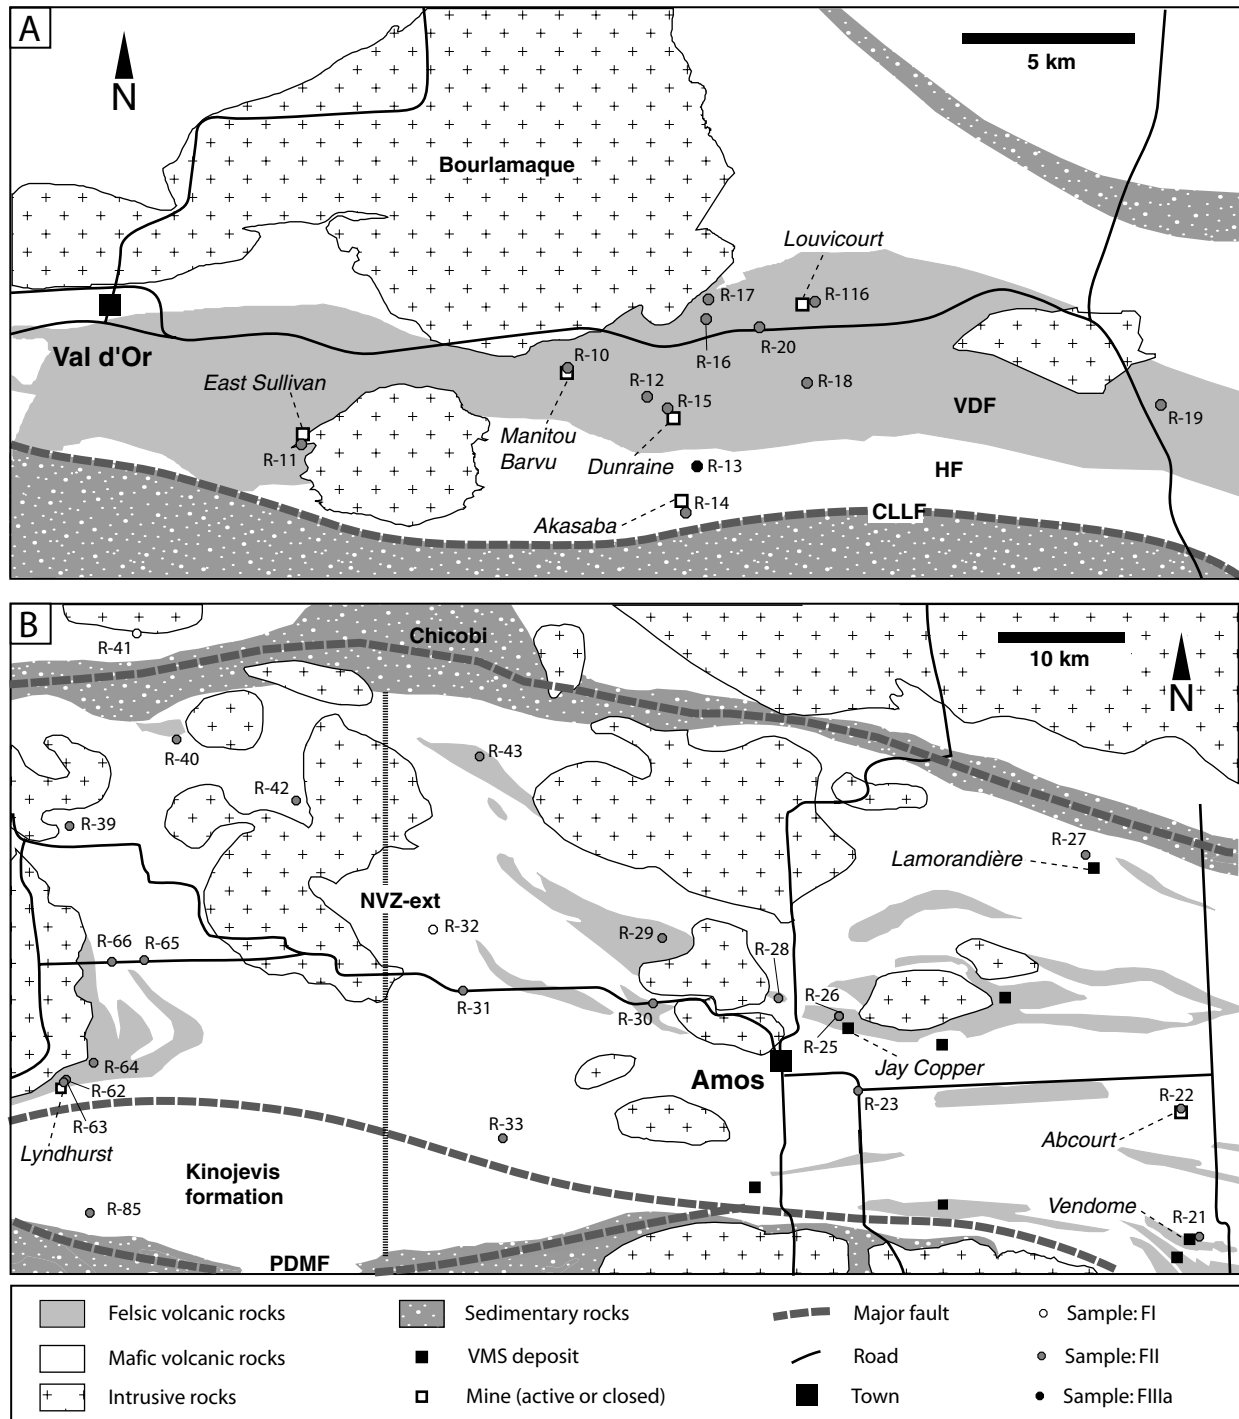 A
N
5 km
Bourlamaque
Louvicourt
R-17
R-116
Val d'Or
R-16
R-20
R-10
East Sullivan
R-12
R-18
R-15
VDF
R-19
Manitou
Barvu
R-11
Dunraine
R-13
HF
R-14
CLLF
Akasaba
B
Chicobi
R-41
10 km
N
R-40
R-43
R-42
R-39
R-27
Lamorandière
NVZ-ext
R-32
R-29
R-28
R-66
R-65
R-26
R-31
R-30
R-25
Jay Copper
R-64
Amos
R-62
R-23
R-22
R-63
R-33
Abcourt
Lyndhurst
Kinojevis
formation
Vendome
R-85
R-21
PDMF
Felsic volcanic rocks
Sedimentary rocks
Major fault
Sample: FI
Mafic volcanic rocks
VMS deposit
Road
Sample: FII
Intrusive rocks
Mine (active or closed)
Town
Sample: FIIIa